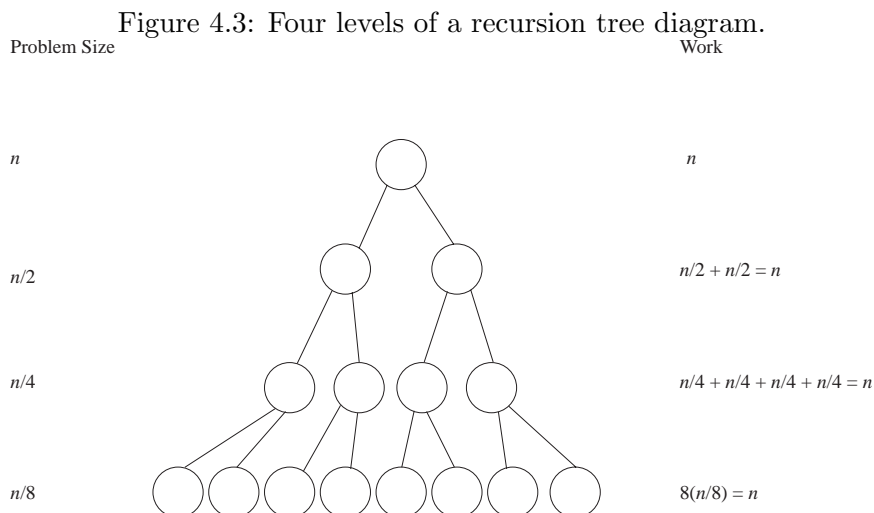 Figure 4.3: Four levels of a recursion tree diagram.
Problem Size Work
n n
n/2 n/2 + n/2 = n
n/4 n/4 + n/4 + n/4 + n/4 = n
n/8 8(n/8) = n